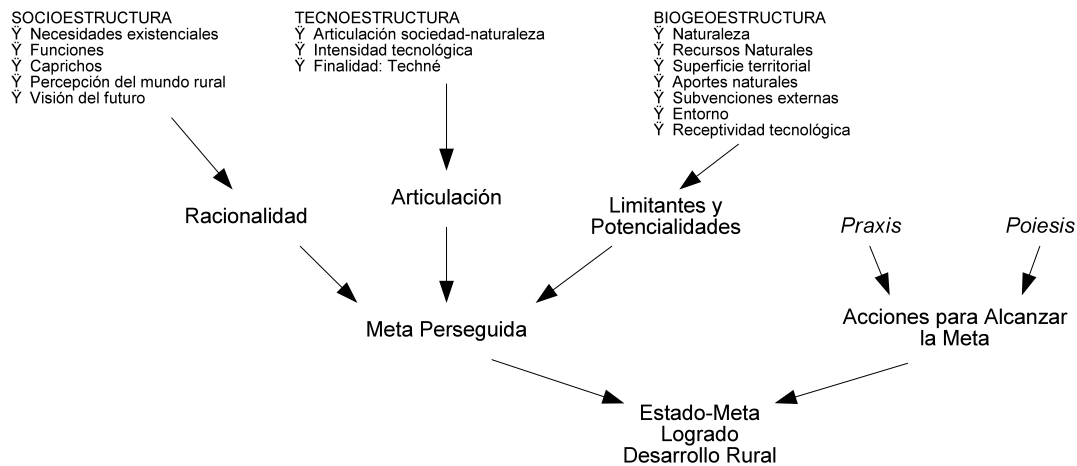 SOCIOESTRUCTURA
Ÿ Necesidades existenciales
Ÿ Funciones
Ÿ Caprichos
Ÿ Percepción del mundo rural
Ÿ Visión del futuro
TECNOESTRUCTURA
Ÿ Articulación sociedad-naturaleza
Ÿ Intensidad tecnológica
Ÿ Finalidad: Techné
BIOGEOESTRUCTURA
Ÿ Naturaleza
Ÿ Recursos Naturales
Ÿ Superficie territorial
Ÿ Aportes naturales
Ÿ Subvenciones externas
Ÿ Entorno
Ÿ Receptividad tecnológica
Racionalidad
Articulación
Limitantes y
Potencialidades
Praxis
Poiesis
Meta Perseguida
Acciones para Alcanzar
la Meta
Estado-Meta
Logrado
Desarrollo Rural